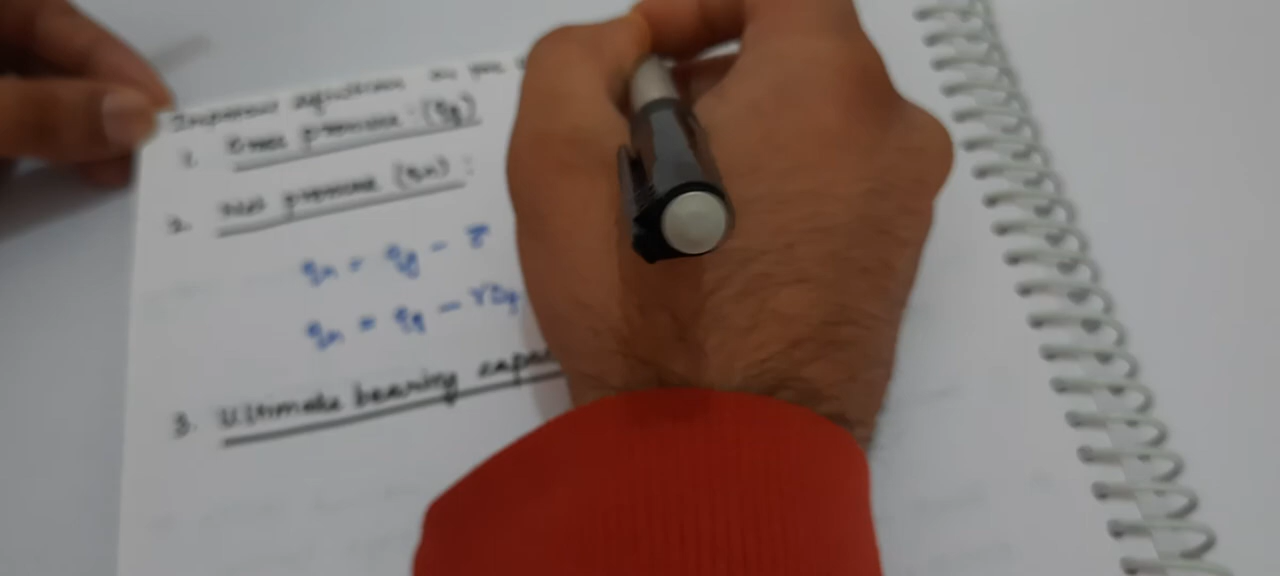 Important equations as per
1. Gross pressure : (qg)
2. Net pressure (qn) :
qn = qg - σ̅
qn = qg - γDf
3. Ultimate bearing